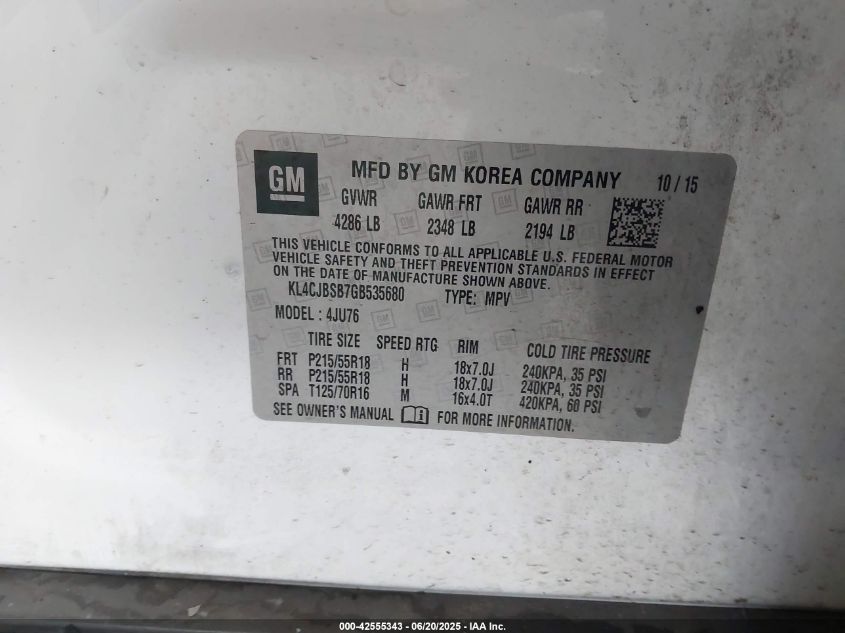 GM MFD BY GM KOREA COMPANY 10 / 15
GVWR GAWR FRT GAWR RR
4286 LB 2348 LB 2194 LB
THIS VEHICLE CONFORMS TO ALL APPLICABLE U.S. FEDERAL MOTOR
VEHICLE SAFETY AND THEFT PREVENTION STANDARDS IN EFFECT
ON THE DATE OF MANUFACTURE SHOWN ABOVE.
KL4CJBSB7GB535680 TYPE: MPV
MODEL : 4JU76
TIRE SIZE SPEED RTG RIM COLD TIRE PRESSURE
FRT P215/55R18 H 18x7.0J 240KPA, 35 PSI
RR P215/55R18 H 18x7.0J 240KPA, 35 PSI
SPA T125/70R16 M 16x4.0T 420KPA, 60 PSI
SEE OWNER'S MANUAL FOR MORE INFORMATION.
000-42555343 - 06/20/2025 - IAA Inc.